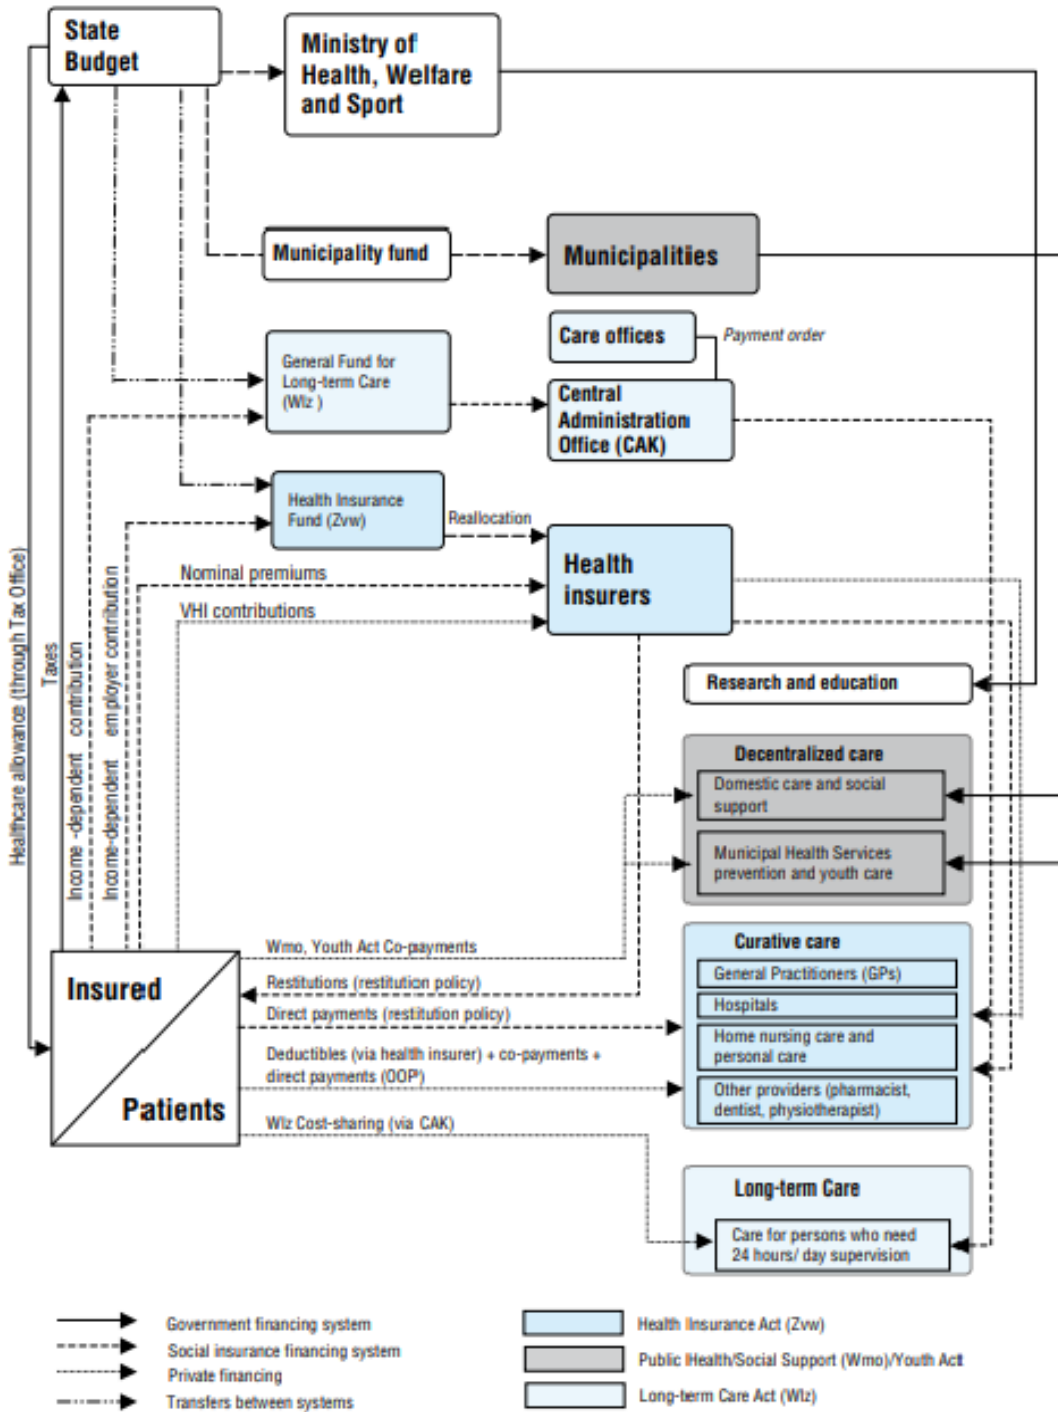 State
Budget
Ministry of
Health, Welfare
and Sport
Municipality fund
Municipalities
Care offices
Payment order
General Fund for
Long-term Care
(Wlz )
Central
Administration
Office (CAK)
Health Insurance
Fund (Zvw)
Reallocation
Health
insurers
Nominal premiums
VHI contributions
Healthcare allowance (through Tax Office)
Taxes
Income -dependent contribution
Income-dependent employer contribution
Research and education
Decentralized care
Domestic care and social
support
Municipal Health Services
prevention and youth care
Insured
Patients
Wmo, Youth Act Co-payments
Restitutions (restitution policy)
Direct payments (restitution policy)
Deductibles (via health insurer) + co-payments +
direct payments (OOP)
Wlz Cost-sharing (via CAK)
Curative care
General Practitioners (GPs)
Hospitals
Home nursing care and
personal care
Other providers (pharmacist,
dentist, physiotherapist)
Long-term Care
Care for persons who need
24 hours/ day supervision
Government financing system
Social insurance financing system
Private financing
Transfers between systems
Health Insurance Act (Zvw)
Public Health/Social Support (Wmo)/Youth Act
Long-term Care Act (Wlz)